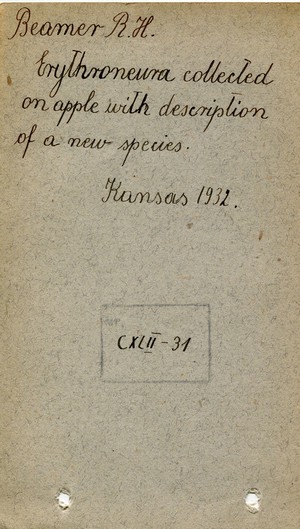 Beamer R.H.
Erythroneura collected
on apple with description
of a new species.
Kansas 1932.
CXLII-31